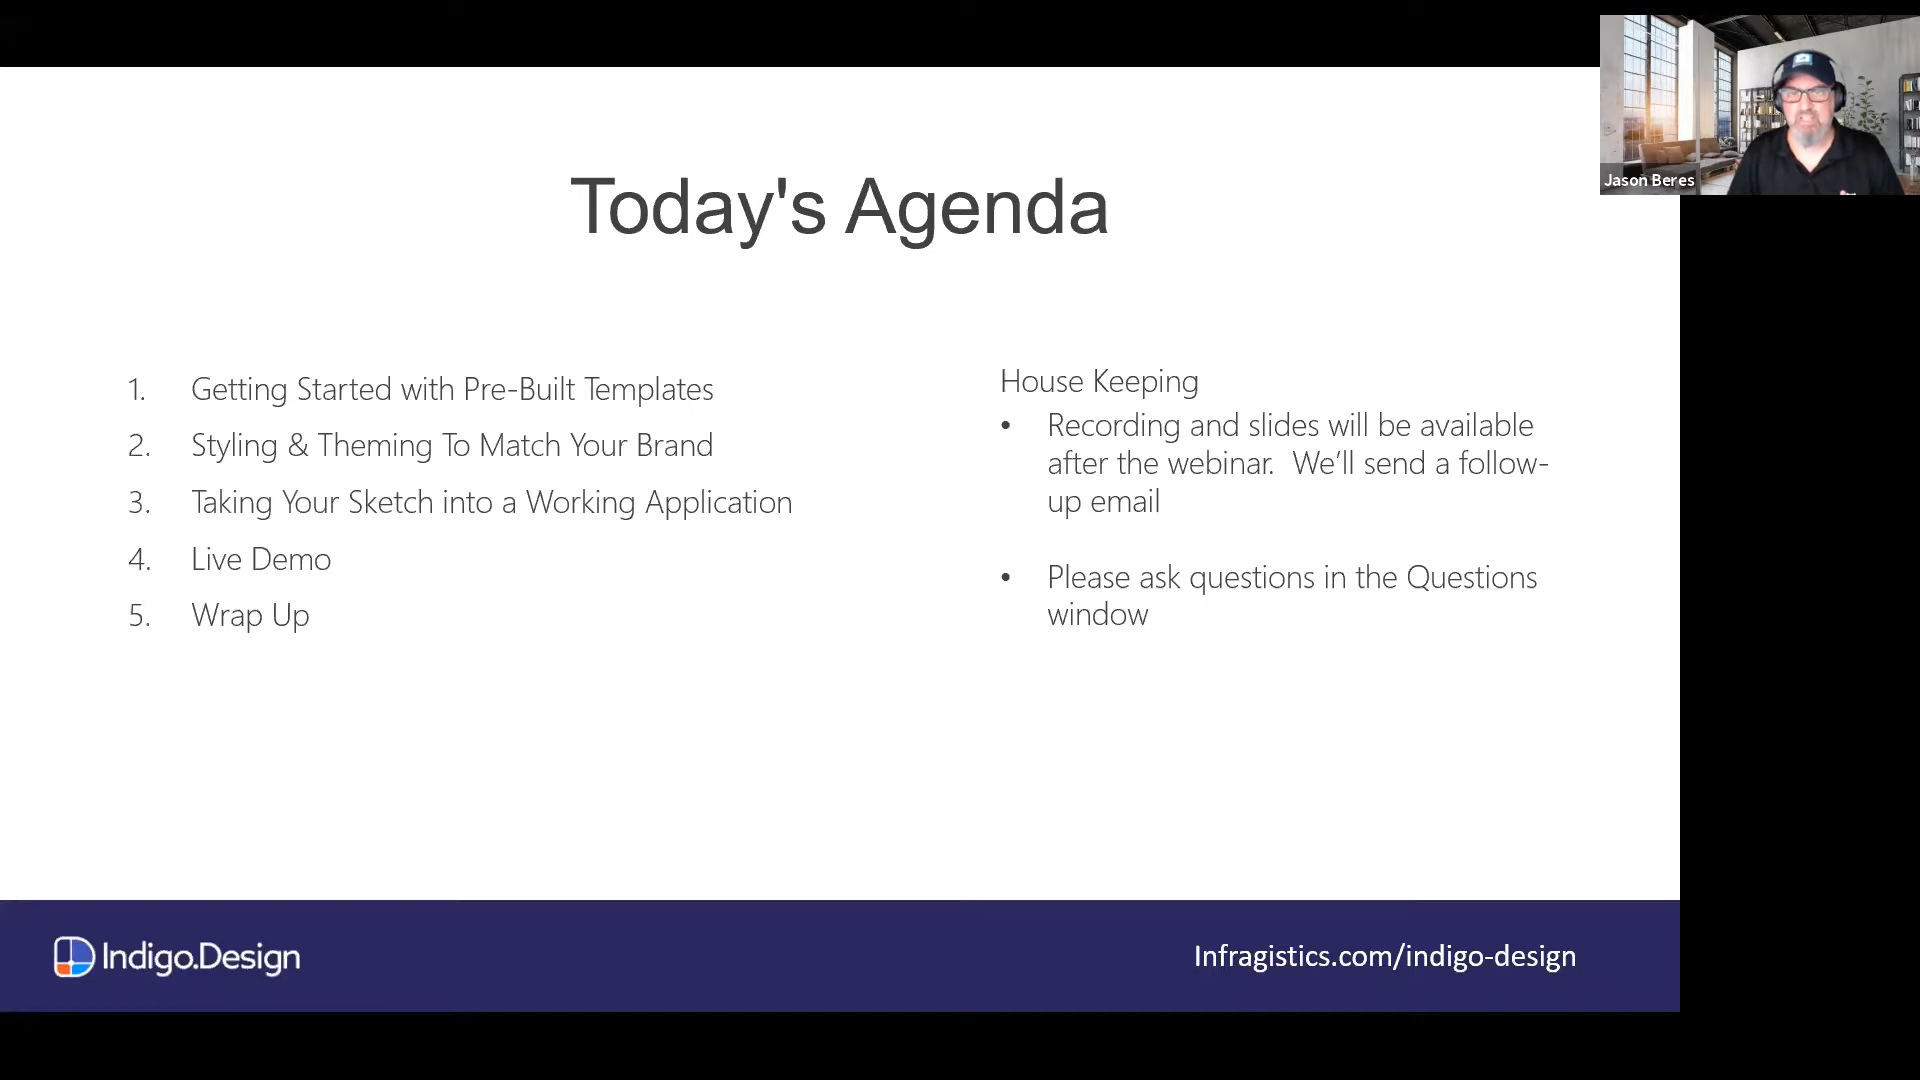 Jason Beres
Today's Agenda
1. Getting Started with Pre-Built Templates
2. Styling & Theming To Match Your Brand
3. Taking Your Sketch into a Working Application
4. Live Demo
5. Wrap Up
House Keeping
• Recording and slides will be available
after the webinar.  We’ll send a follow-
up email
• Please ask questions in the Questions
window
Indigo.Design
Infragistics.com/indigo-design